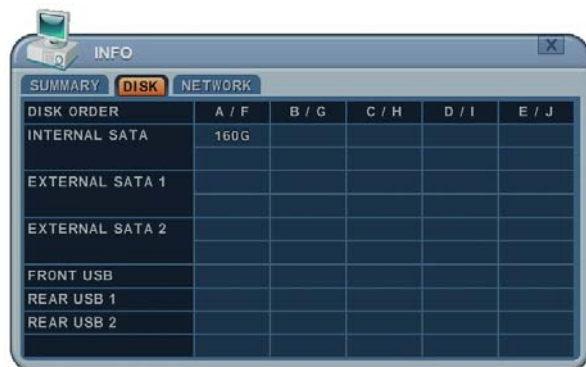 INFO
X
SUMMARY DISK NETWORK
DISK ORDER A / F B / G C / H D / I E / J
INTERNAL SATA 160G
EXTERNAL SATA 1
EXTERNAL SATA 2
FRONT USB
REAR USB 1
REAR USB 2